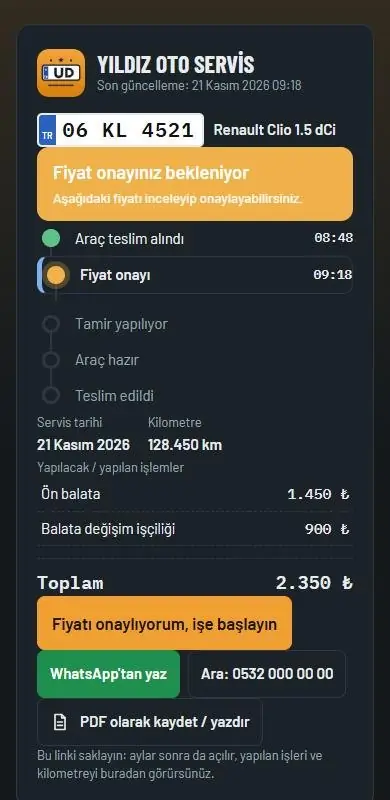 UD
YILDIZ OTO SERVİS
Son güncelleme: 21 Kasım 2026 09:18
TR 06 KL 4521 Renault Clio 1.5 dCi
Fiyat onayınız bekleniyor
Aşağıdaki fiyatı inceleyip onaylayabilirsiniz.
Araç teslim alındı 08:48
Fiyat onayı 09:18
Tamir yapılıyor
Araç hazır
Teslim edildi
Servis tarihi Kilometre
21 Kasım 2026 128.450 km
Yapılacak / yapılan işlemler
Ön balata 1.450 ₺
Balata değişim işçiliği 900 ₺
Toplam 2.350 ₺
Fiyatı onaylıyorum, işe başlayın
WhatsApp'tan yaz Ara: 0532 000 00 00
PDF olarak kaydet / yazdır
Bu linki saklayın: aylar sonra da açılır, yapılan işleri ve
kilometreyi buradan görürsünüz.